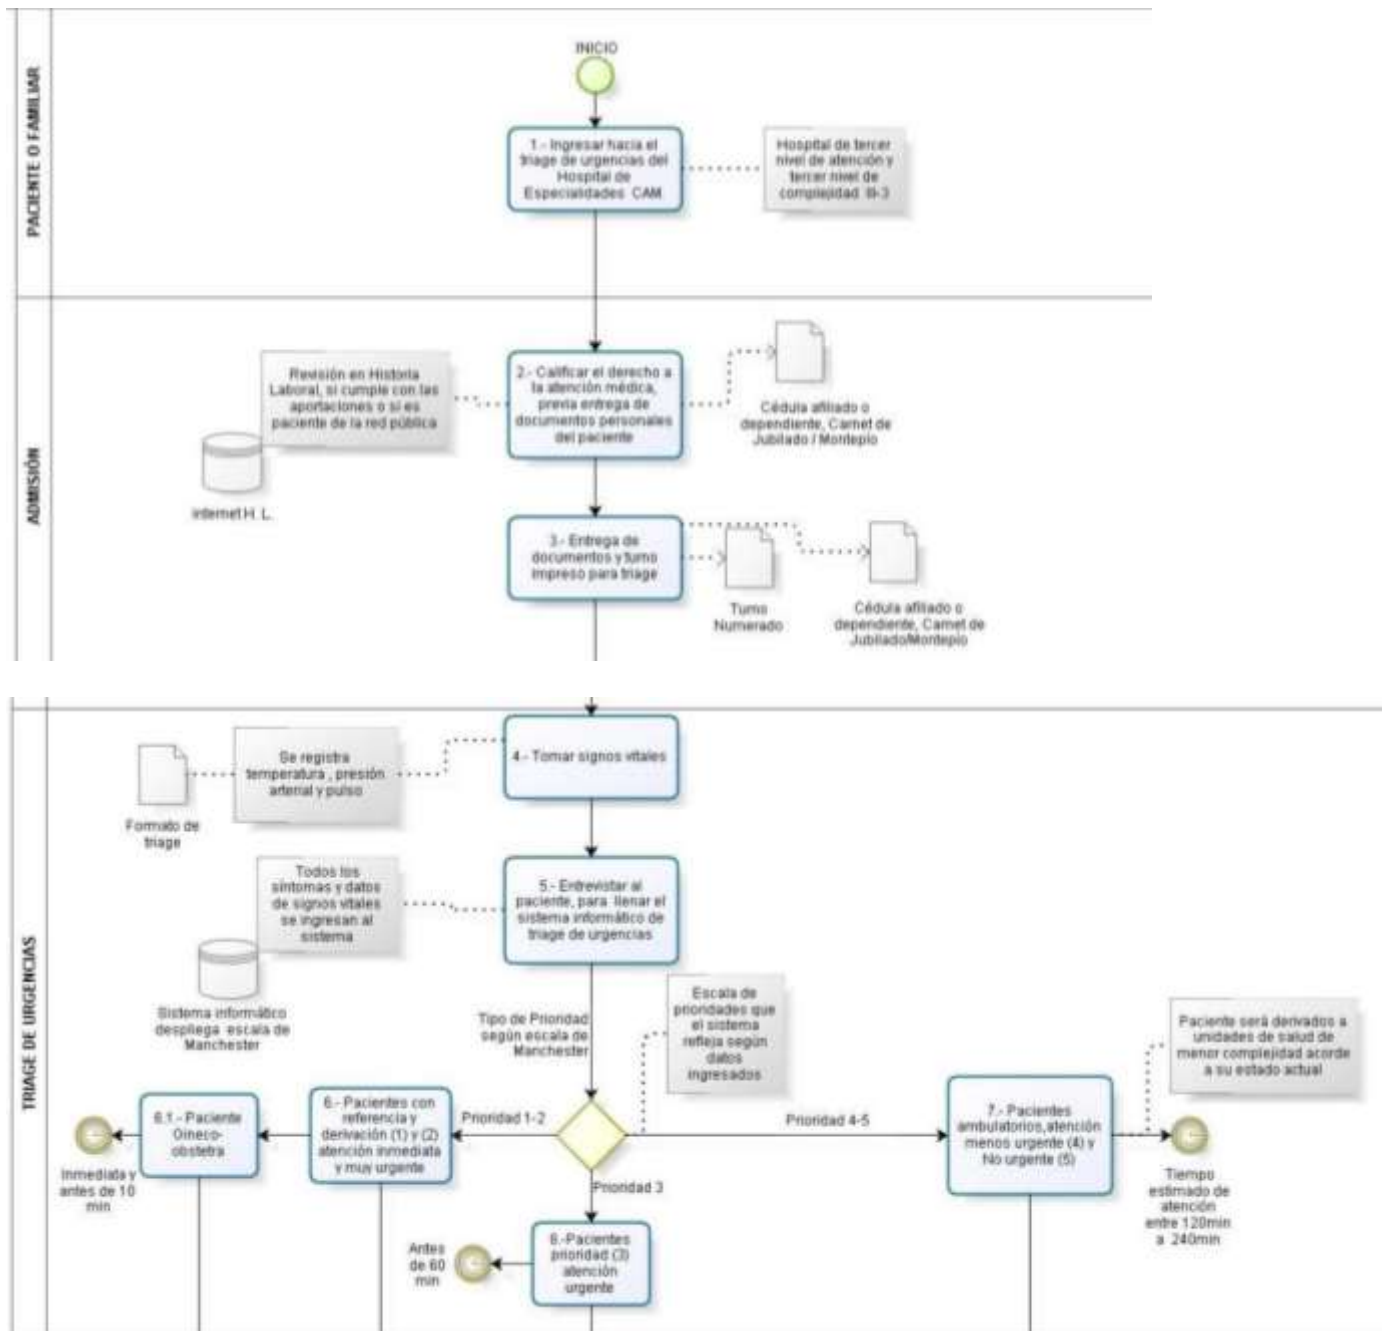 PACIENTE O FAMILIAR
INICIO
1.- Ingresar hacia el
triage de urgencias del
Hospital de
Especialidades CAM
Hospital de tercer
nivel de atención y
tercer nivel de
complejidad III-3
ADMISIÓN
Revisión en Historia
Laboral, si cumple con las
aportaciones o si es
paciente de la red pública
internet H. L.
2.- Calificar el derecho a
la atención médica,
previa entrega de
documentos personales
del paciente
Cédula afiliado o
dependiente, Carnet de
Jubilado / Montepío
3.- Entrega de
documentos y turno
impreso para triage
Turno
Numerado
Cédula afiliado o
dependiente, Carnet de
Jubilado/Montepío
TRIAGE DE URGENCIAS
4.- Tomar signos vitales
Se registra
temperatura , presión
arterial y pulso
Formato de
triage
Todos los
síntomas y datos
de signos vitales
se ingresan al
sistema
Sistema informático
despliega escala de
Manchester
5.- Entrevistar al
paciente, para llenar el
sistema informático de
triage de urgencias
Tipo de Prioridad
según escala de
Manchester
Escala de
prioridades que
el sistema
refleja según
datos
ingresados
Paciente será derivados a
unidades de salud de
menor complejidad acorde
a su estado actual
Prioridad 1-2
6.- Pacientes con
referencia y
derivación (1) y (2)
atención inmediata
y muy urgente
6.1.- Paciente
Gineco-
obstetra
Inmediata y
antes de 10
min
Prioridad 4-5
7.- Pacientes
ambulatorios,atención
menos urgente (4) y
No urgente (5)
Tiempo
estimado de
atención
entre 120min
a 240min
Prioridad 3
8.-Pacientes
prioridad (3)
atención
urgente
Antes
de 60
min